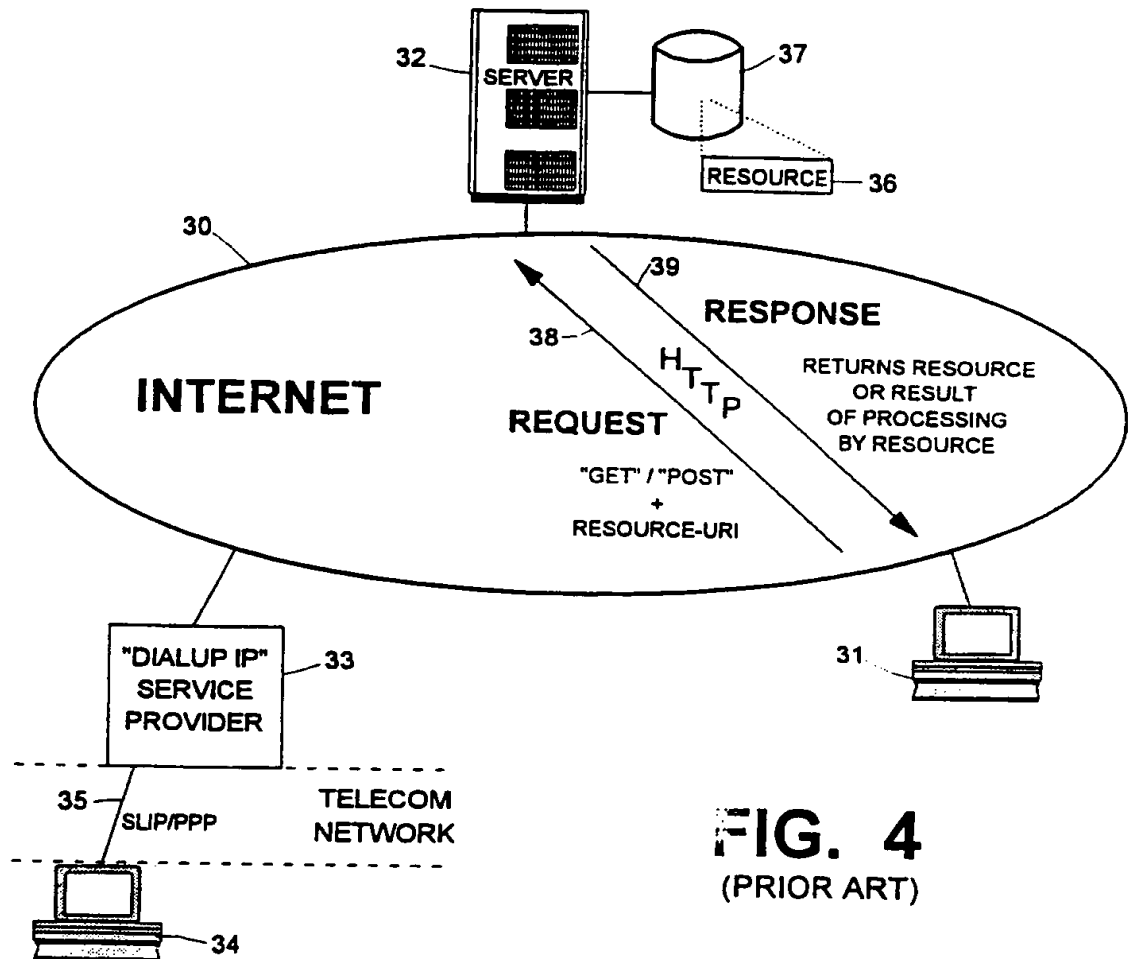 32
SERVER
37
RESOURCE
36
30
39
RESPONSE
38
HTTP
INTERNET
RETURNS RESOURCE
OR RESULT
OF PROCESSING
BY RESOURCE
REQUEST
"GET" / "POST"
+
RESOURCE-URI
"DIALUP IP"
SERVICE
PROVIDER
33
31
35
SLIP/PPP
TELECOM
NETWORK
34
FIG. 4
(PRIOR ART)